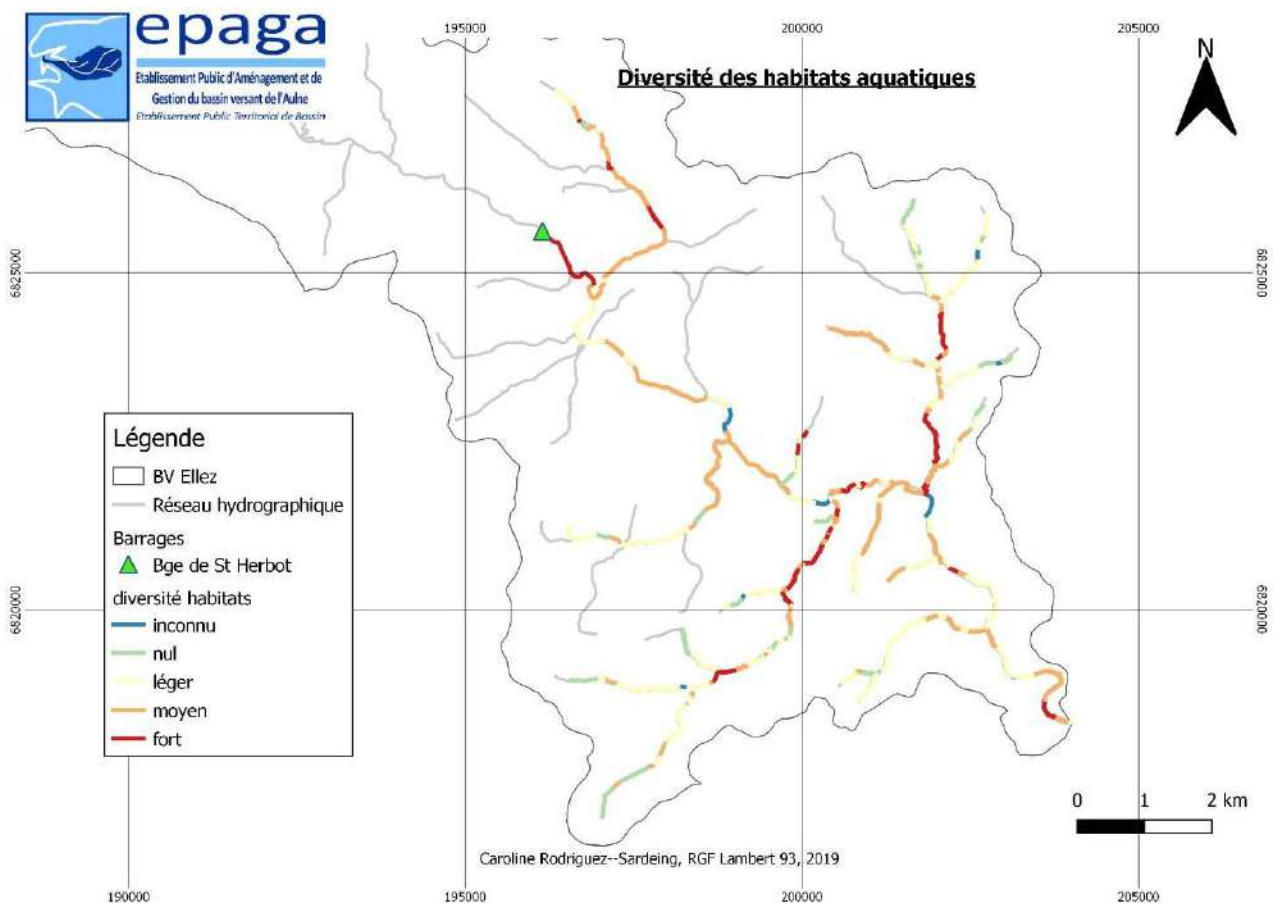 epaga
Etablissement Public d'Aménagement et de
Gestion du bassin versant de l'Aulne
Etablissement Public Territorial de Bassin
195000
200000
205000
Diversité des habitats aquatiques
N
6825000
6825000
Légende
BV Ellez
Réseau hydrographique
Barrages
Bge de St Herbot
diversité habitats
inconnu
nul
léger
moyen
fort
6820000
6820000
0 1 2 km
Caroline Rodriguez--Sardeing, RGF Lambert 93, 2019
190000
195000
200000
205000